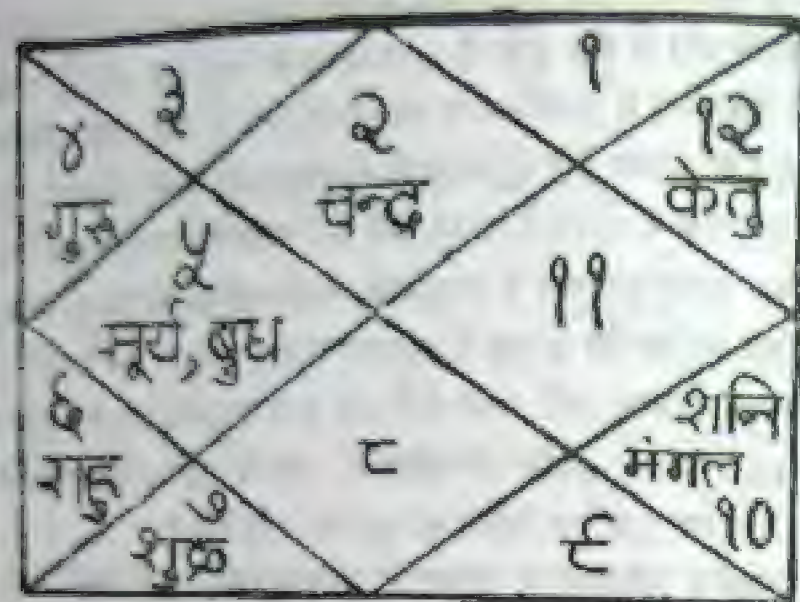 ३
२
चन्द्र
१
१२
केतु
४
गुरू
५
सूर्य, बुध
११
६
राहु
८
शनि
मंगल
१०
७
शुक्र
९